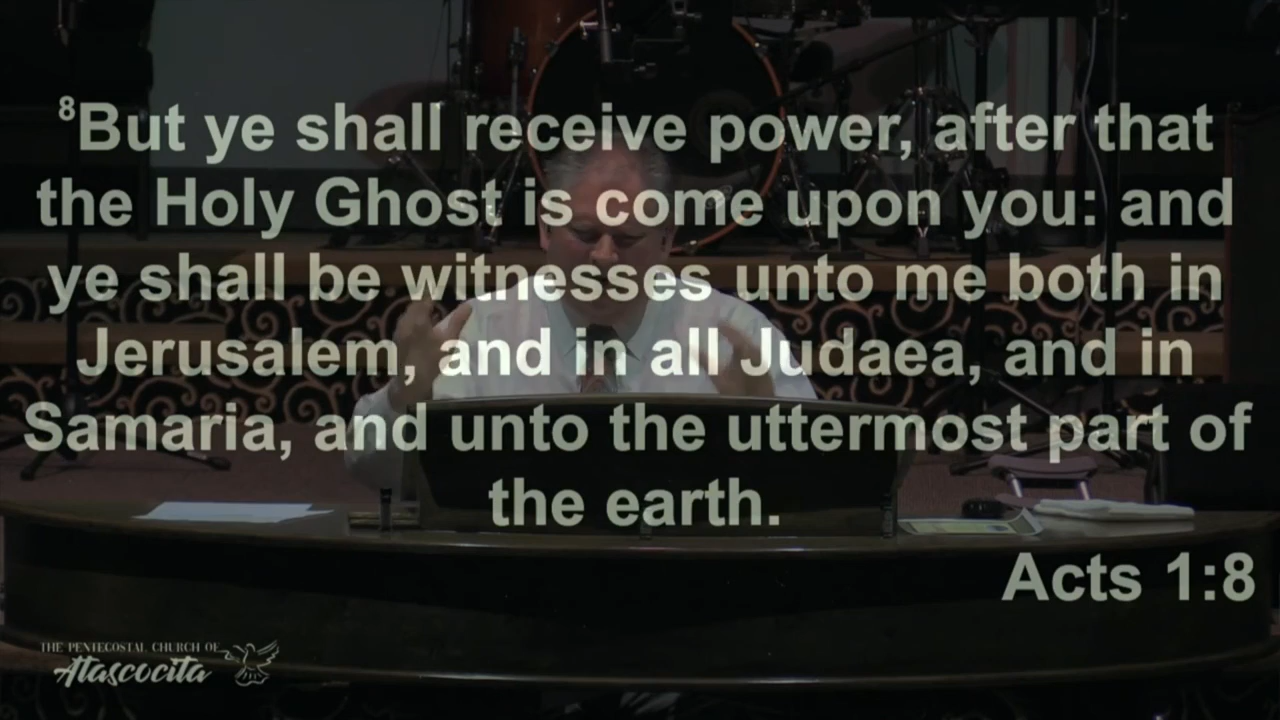 8But ye shall receive power, after that
the Holy Ghost is come upon you: and
ye shall be witnesses unto me both in
Jerusalem, and in all Judaea, and in
Samaria, and unto the uttermost part of
the earth.
Acts 1:8
THE PENTECOSTAL CHURCH OF
Atascocita